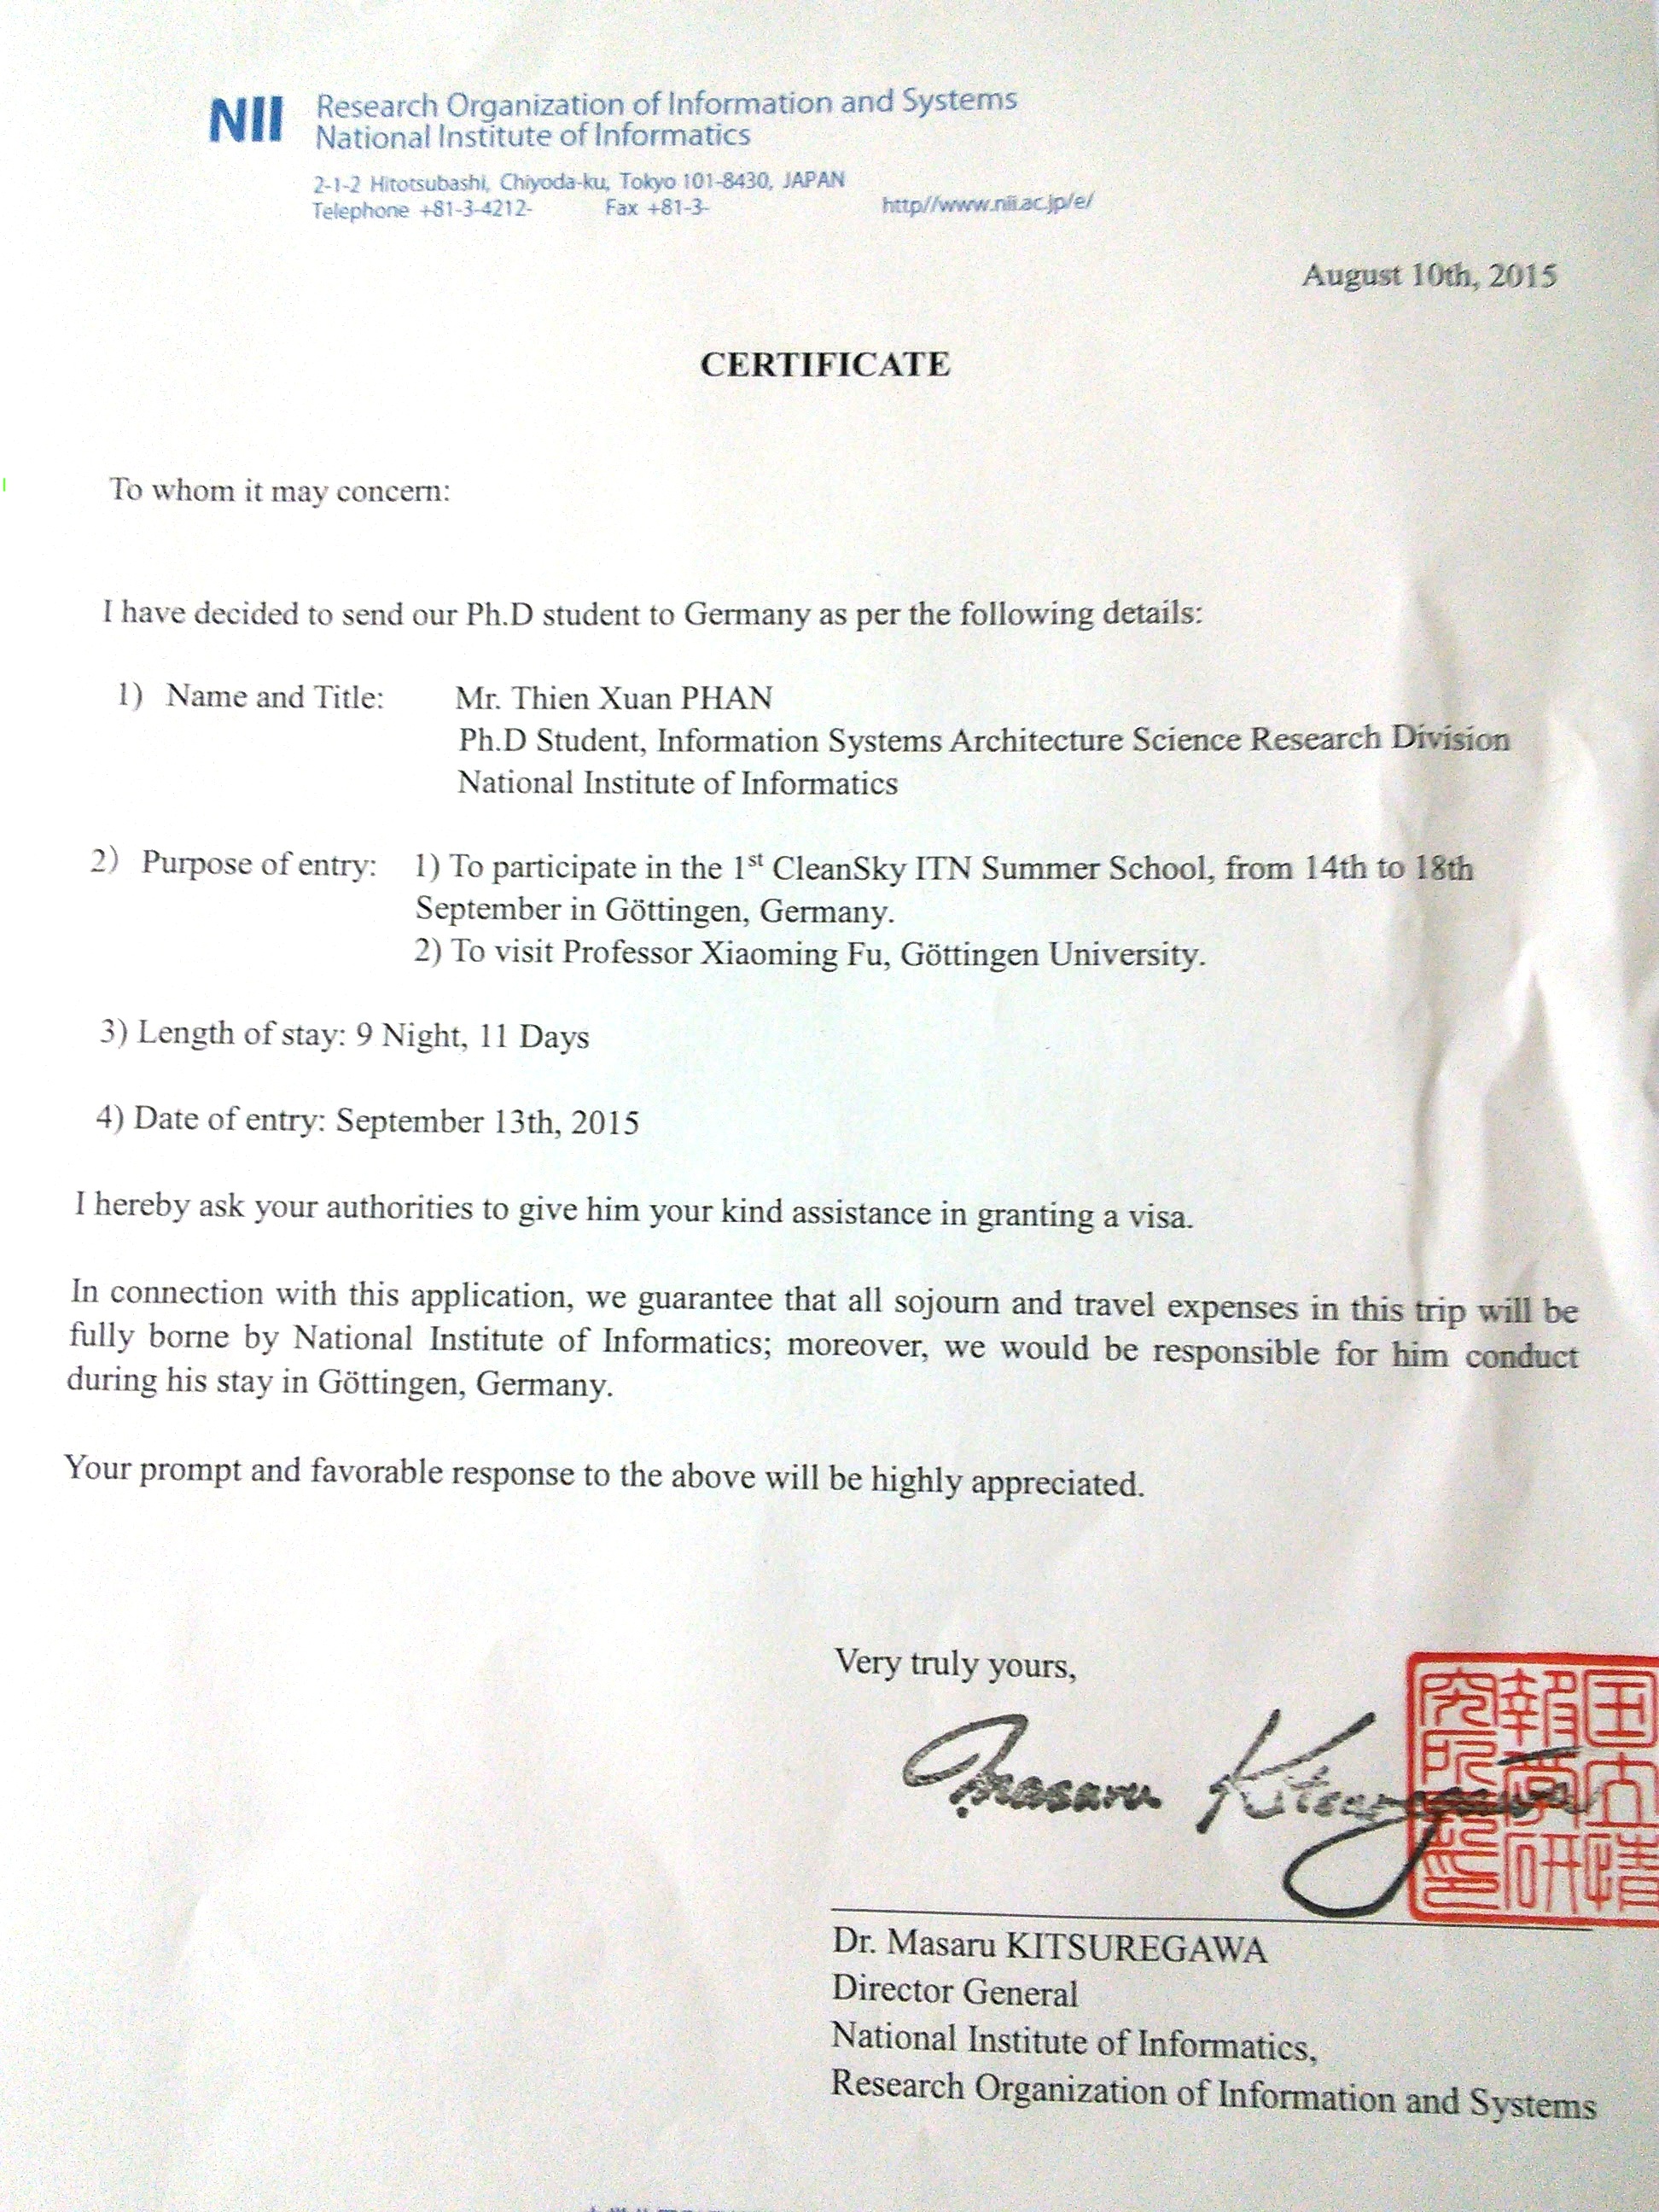 NII Research Organization of Information and Systems
National Institute of Informatics
2-1-2 Hitotsubashi, Chiyoda-ku, Tokyo 101-8430, JAPAN
Telephone +81-3-4212- Fax +81-3- http//www.nii.ac.jp/e/
August 10th, 2015
CERTIFICATE
To whom it may concern:
I have decided to send our Ph.D student to Germany as per the following details:
1) Name and Title: Mr. Thien Xuan PHAN
Ph.D Student, Information Systems Architecture Science Research Division
National Institute of Informatics
2) Purpose of entry: 1) To participate in the 1st CleanSky ITN Summer School, from 14th to 18th
September in Göttingen, Germany.
2) To visit Professor Xiaoming Fu, Göttingen University.
3) Length of stay: 9 Night, 11 Days
4) Date of entry: September 13th, 2015
I hereby ask your authorities to give him your kind assistance in granting a visa.
In connection with this application, we guarantee that all sojourn and travel expenses in this trip will be
fully borne by National Institute of Informatics; moreover, we would be responsible for him conduct
during his stay in Göttingen, Germany.
Your prompt and favorable response to the above will be highly appreciated.
Very truly yours,
Masaru Kitsuregawa
国立情
報学研
究所
Dr. Masaru KITSUREGAWA
Director General
National Institute of Informatics,
Research Organization of Information and Systems